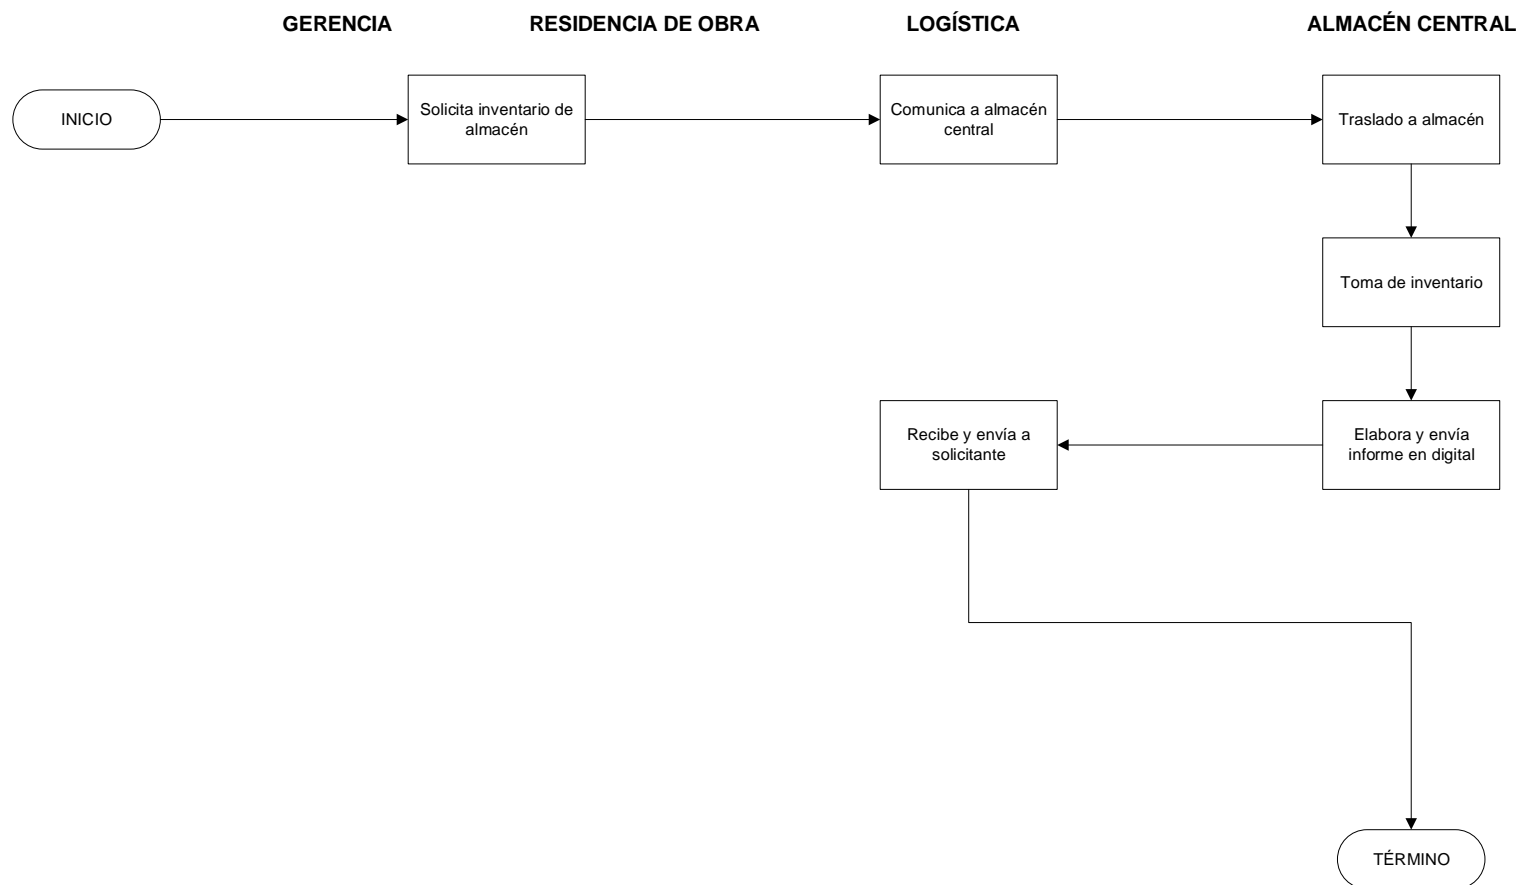 GERENCIA
RESIDENCIA DE OBRA
LOGÍSTICA
ALMACÉN CENTRAL
INICIO
Solicita inventario de
almacén
Comunica a almacén
central
Traslado a almacén
Toma de inventario
Recibe y envía a
solicitante
Elabora y envía
informe en digital
TÉRMINO